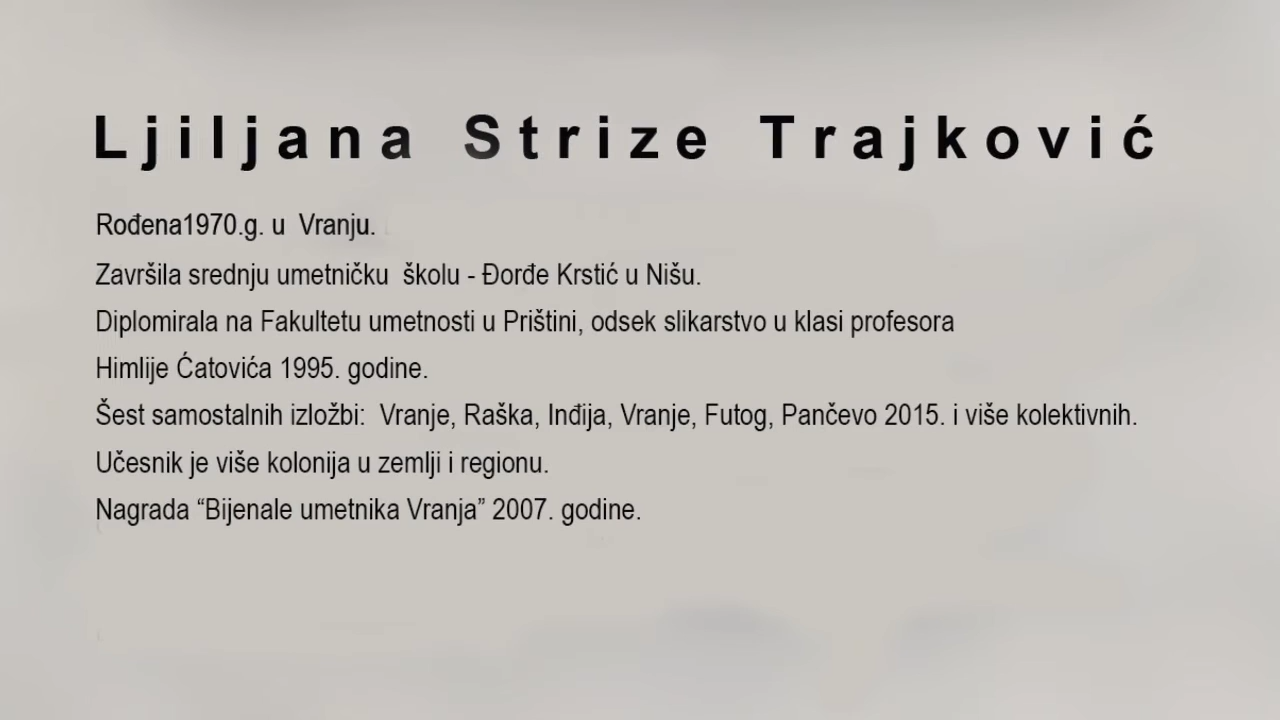 Ljiljana Strize Trajković
Rođena1970.g. u Vranju.
Završila srednju umetničku školu - Đorđe Krstić u Nišu.
Diplomirala na Fakultetu umetnosti u Prištini, odsek slikarstvo u klasi profesora
Himlije Ćatovića 1995. godine.
Šest samostalnih izložbi: Vranje, Raška, Inđija, Vranje, Futog, Pančevo 2015. i više kolektivnih.
Učesnik je više kolonija u zemlji i regionu.
Nagrada “Bijenale umetnika Vranja” 2007. godine.